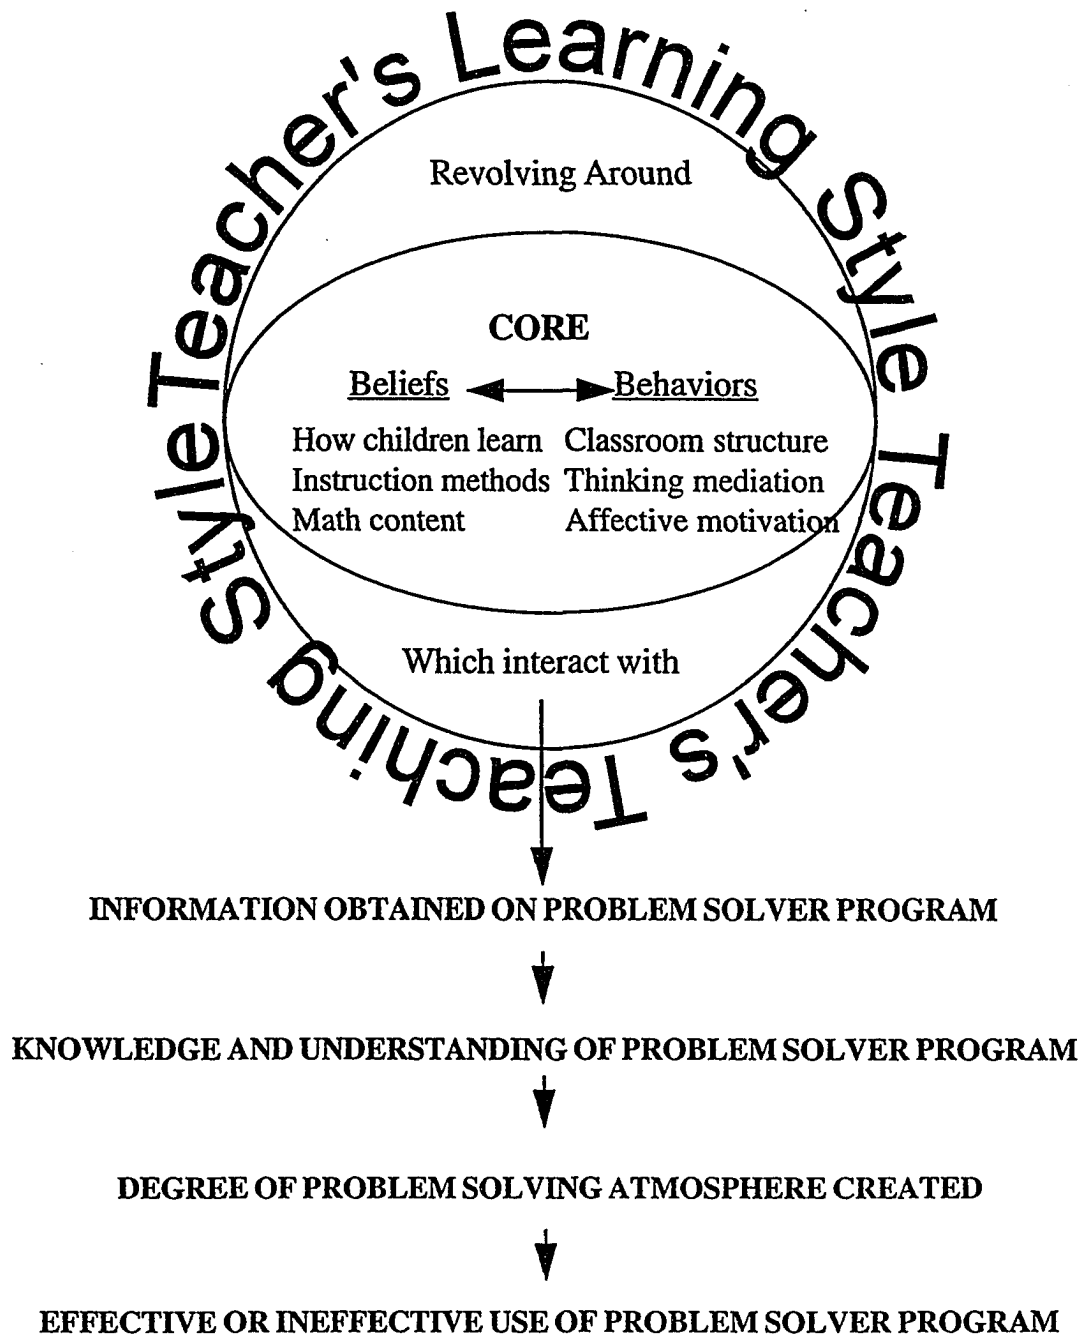 Teacher's Learning Style
Teacher's Teaching Style
Revolving Around
CORE
Beliefs Behaviors
How children learn Classroom structure
Instruction methods Thinking mediation
Math content Affective motivation
Which interact with
INFORMATION OBTAINED ON PROBLEM SOLVER PROGRAM
KNOWLEDGE AND UNDERSTANDING OF PROBLEM SOLVER PROGRAM
DEGREE OF PROBLEM SOLVING ATMOSPHERE CREATED
EFFECTIVE OR INEFFECTIVE USE OF PROBLEM SOLVER PROGRAM